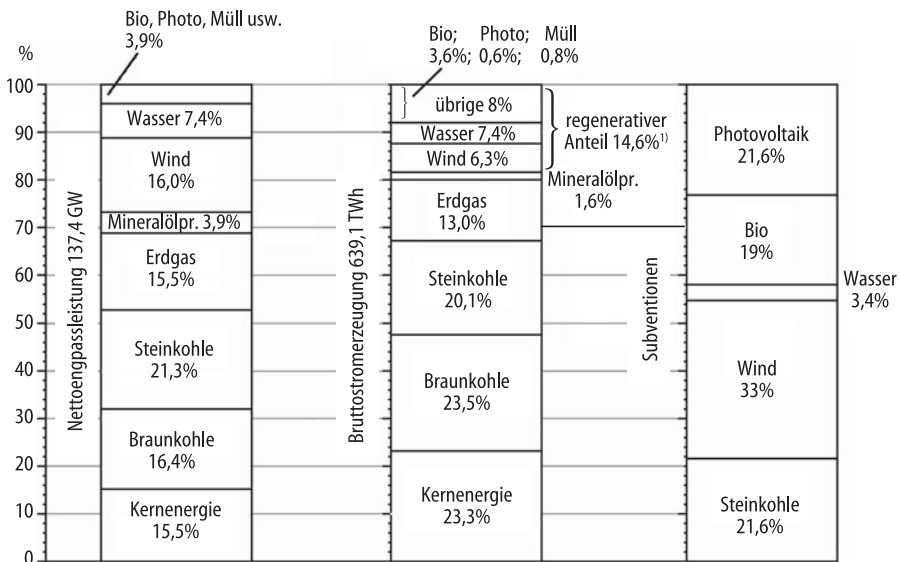 Bio, Photo, Müll usw.
3,9%
%
100
90
80
70
60
50
40
30
20
10
0
Nettoengpassleistung 137,4 GW
Wasser 7,4%
Wind
16,0%
Mineralölpr. 3,9%
Erdgas
15,5%
Steinkohle
21,3%
Braunkohle
16,4%
Kernenergie
15,5%
Bio; Photo; Müll
3,6%; 0,6%; 0,8%
Bruttostromerzeugung 639,1 TWh
übrige 8%
Wasser 7,4%
Wind 6,3%
regenerativer
Anteil 14,6%¹⁾
Mineralölpr.
1,6%
Erdgas
13,0%
Steinkohle
20,1%
Braunkohle
23,5%
Kernenergie
23,3%
Subventionen
Photovoltaik
21,6%
Bio
19%
Wasser
3,4%
Wind
33%
Steinkohle
21,6%